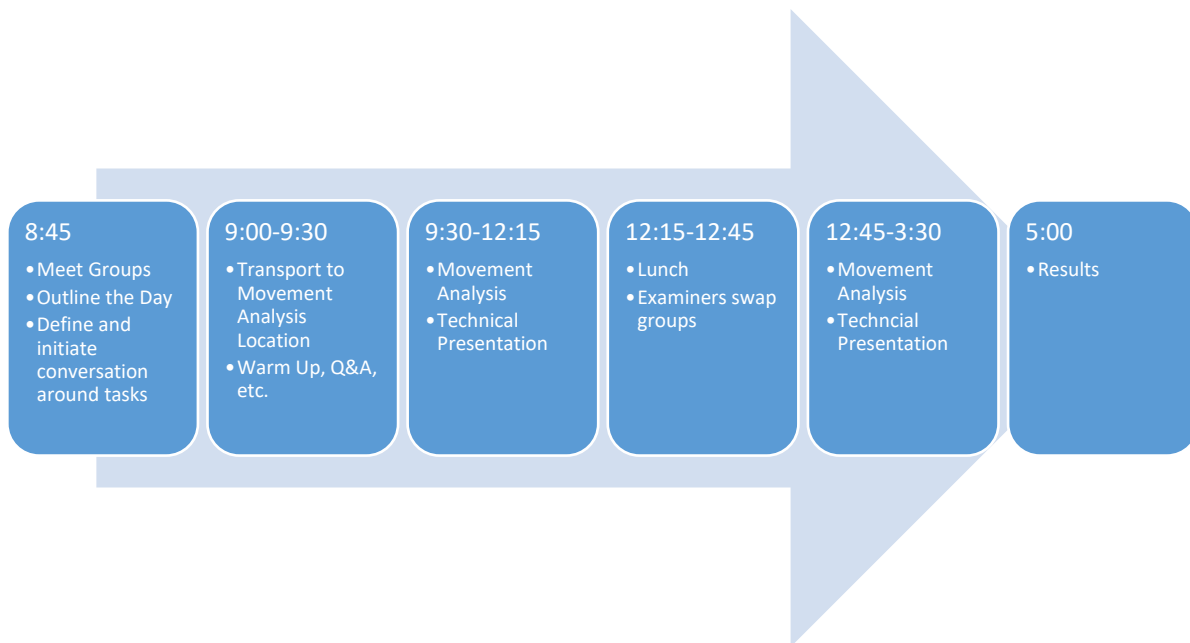 8:45
•Meet Groups
•Outline the Day
•Define and
initiate
conversation
around tasks
9:00-9:30
•Transport to
Movement
Analysis
Location
•Warm Up, Q&A,
etc.
9:30-12:15
•Movement
Analysis
•Technical
Presentation
12:15-12:45
•Lunch
•Examiners swap
groups
12:45-3:30
•Movement
Analysis
•Techncial
Presentation
5:00
•Results